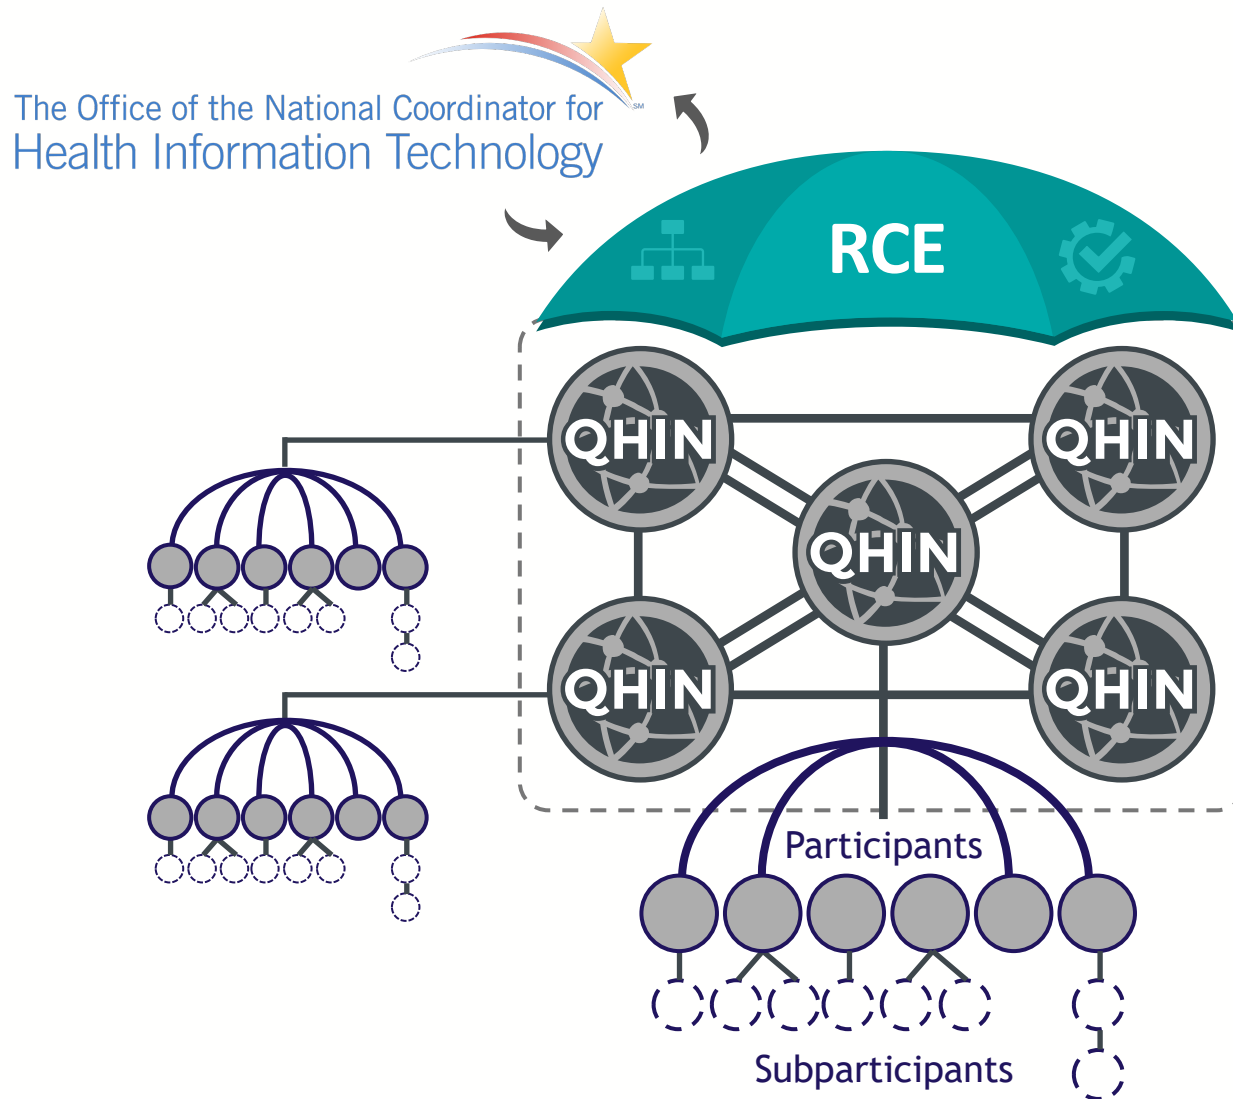 The Office of the National Coordinator for
Health Information Technology
SM
RCE
QHIN
QHIN
QHIN
QHIN
QHIN
Participants
Subparticipants